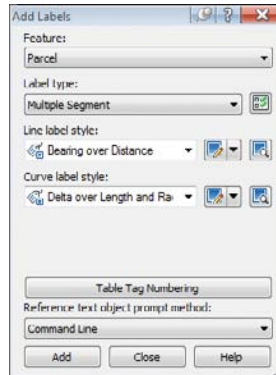 Add Labels
Feature:
Parcel
Label type:
Multiple Segment
Line label style:
Bearing over Distance
Curve label style:
Delta over Length and Ra
Table Tag Numbering
Reference text object prompt method:
Command Line
Add Close Help